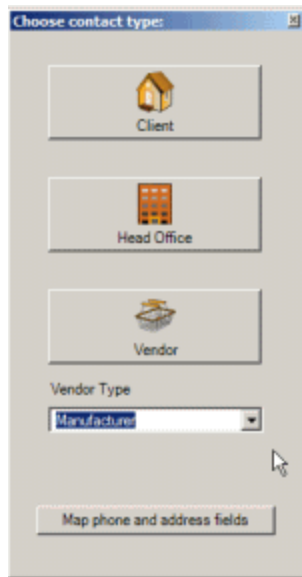 Choose contact type:
Client
Head Office
Vendor
Vendor Type
Manufacturer
Map phone and address fields